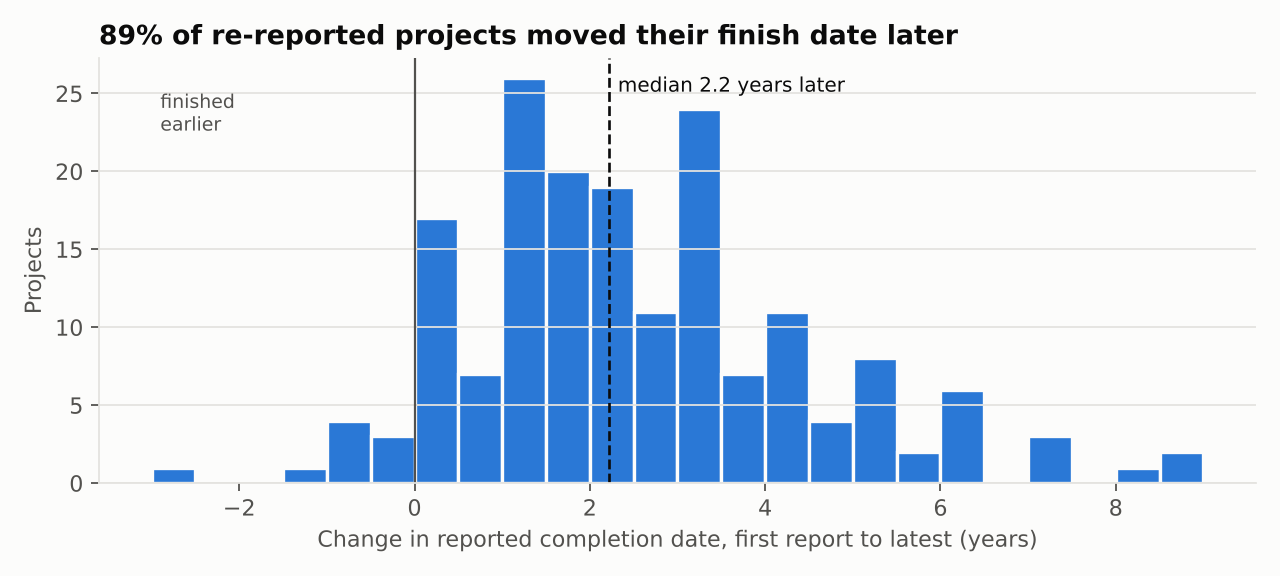 89% of re-reported projects moved their finish date later
median 2.2 years later
finished
earlier
Projects
25
20
15
10
5
0
−2
0
2
4
6
8
Change in reported completion date, first report to latest (years)